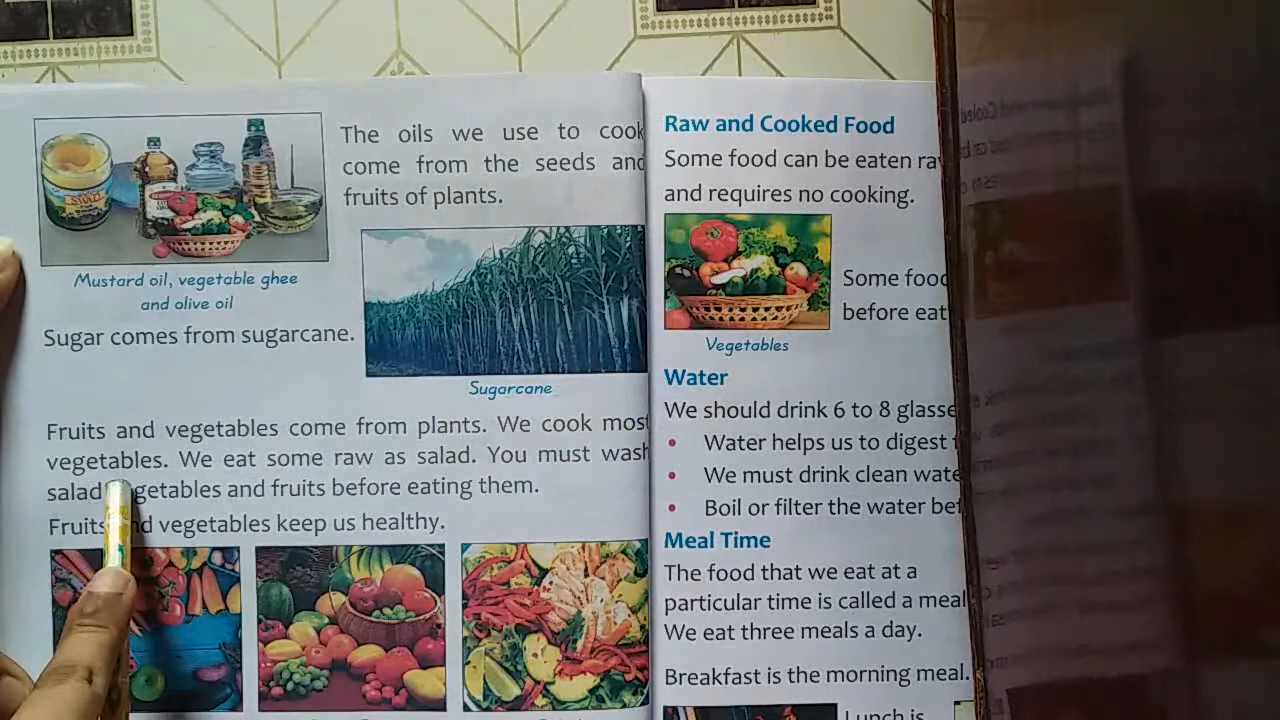 The oils we use to cook
come from the seeds and
fruits of plants.
Mustard oil, vegetable ghee
and olive oil
Sugar comes from sugarcane.
Sugarcane
Fruits and vegetables come from plants. We cook most
vegetables. We eat some raw as salad. You must wash
salad and fruits before eating them.
Fruits vegetables keep us healthy.
Raw and Cooked Food
Some food can be eaten
and requires no cooking.
Some food
before
Vegetables
Water
We should drink 6 to 8
• Water helps us to digest
• We must drink clean
• Boil or filter the water
Meal Time
The food that we eat at a
particular time is called a meal
We eat three meals a day.
Breakfast is the morning meal.
Lunch is